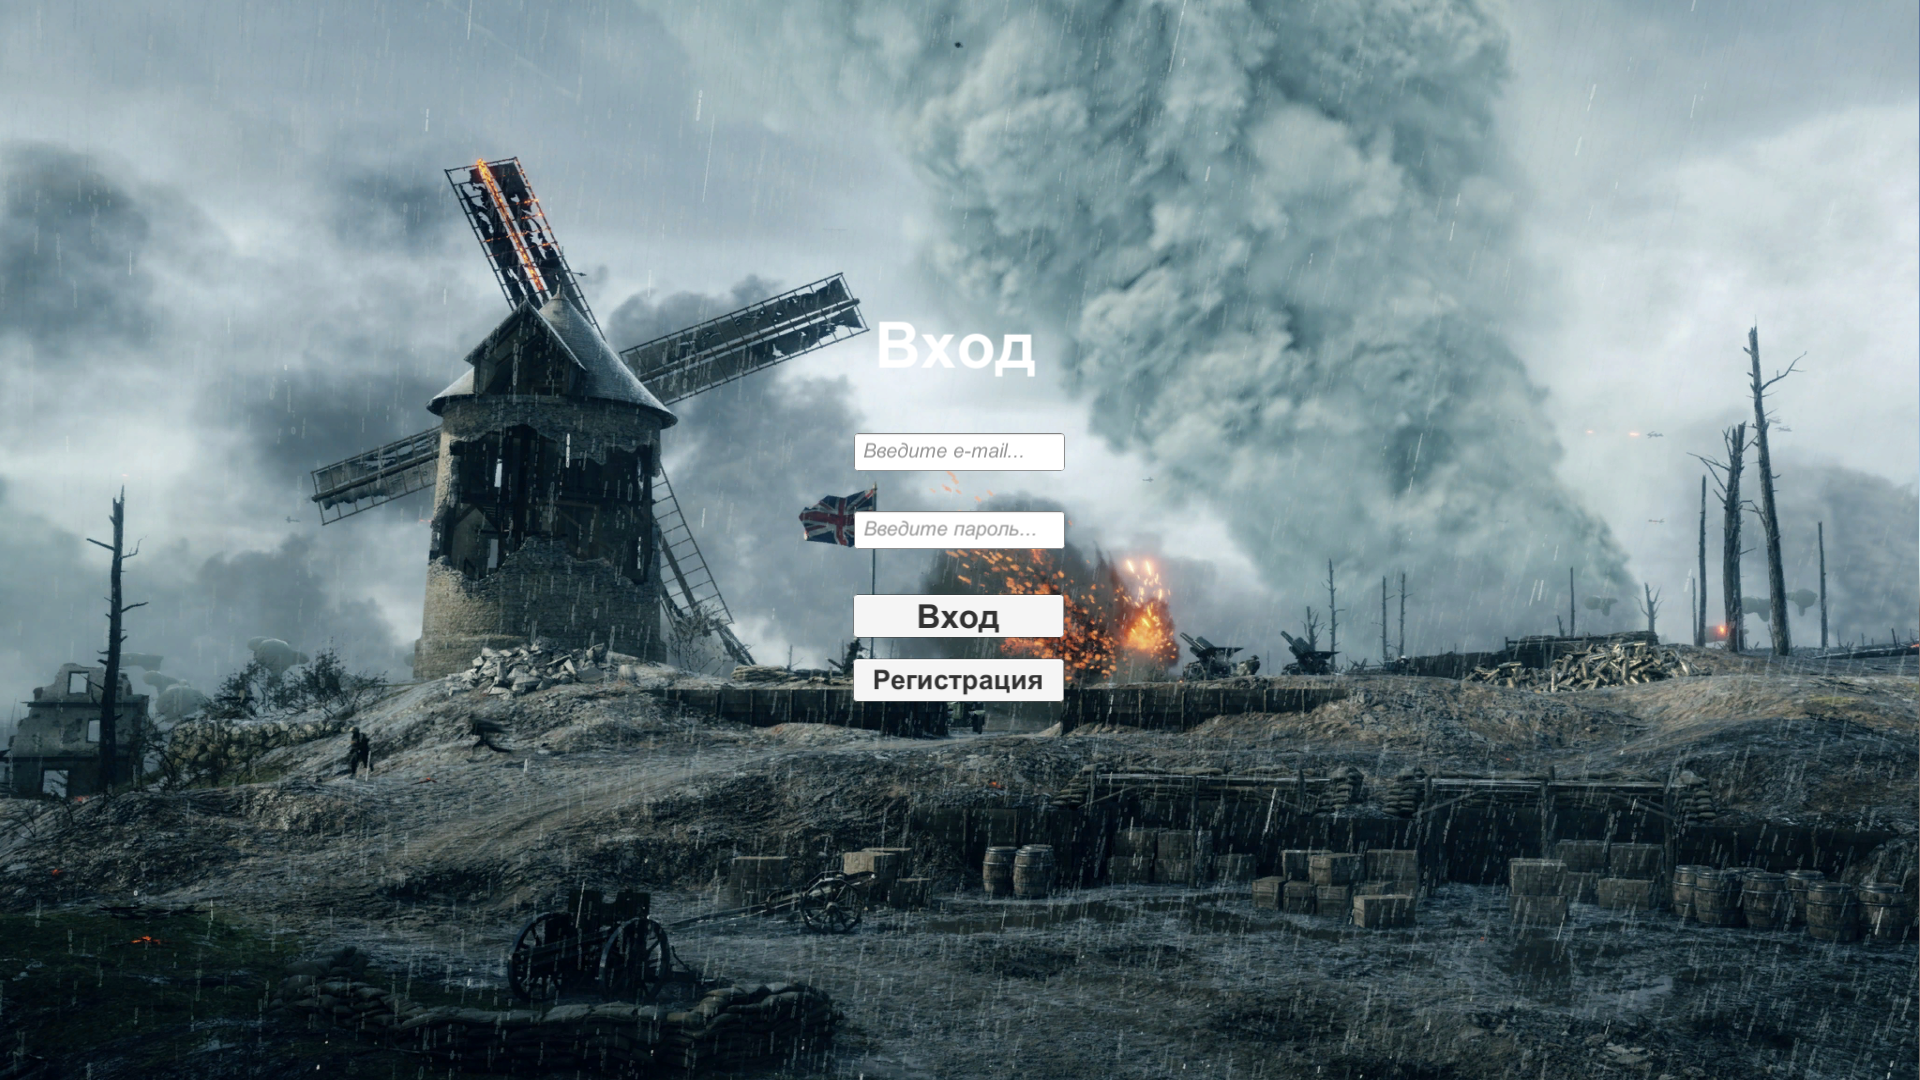 Вход
Введите e-mail...
Введите пароль...
Вход
Регистрация